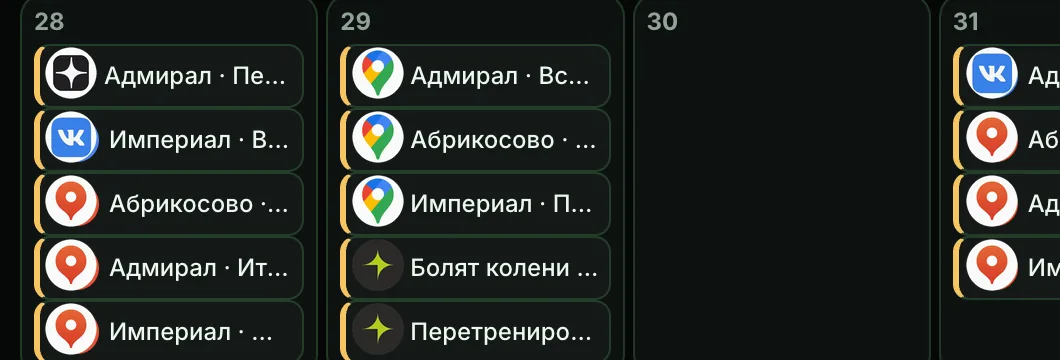 28
Адмирал · Пе...
Империал · В...
Абрикосово ·...
Адмирал · Ит...
Империал · ...
29
Адмирал · Вс...
Абрикосово · ...
Империал · П...
Болят колени ...
Перетрениро...
30
31
Ад
Аб
Ад
Им